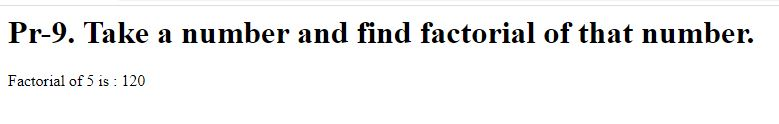 Pr-9. Take a number and find factorial of that number.
Factorial of 5 is : 120